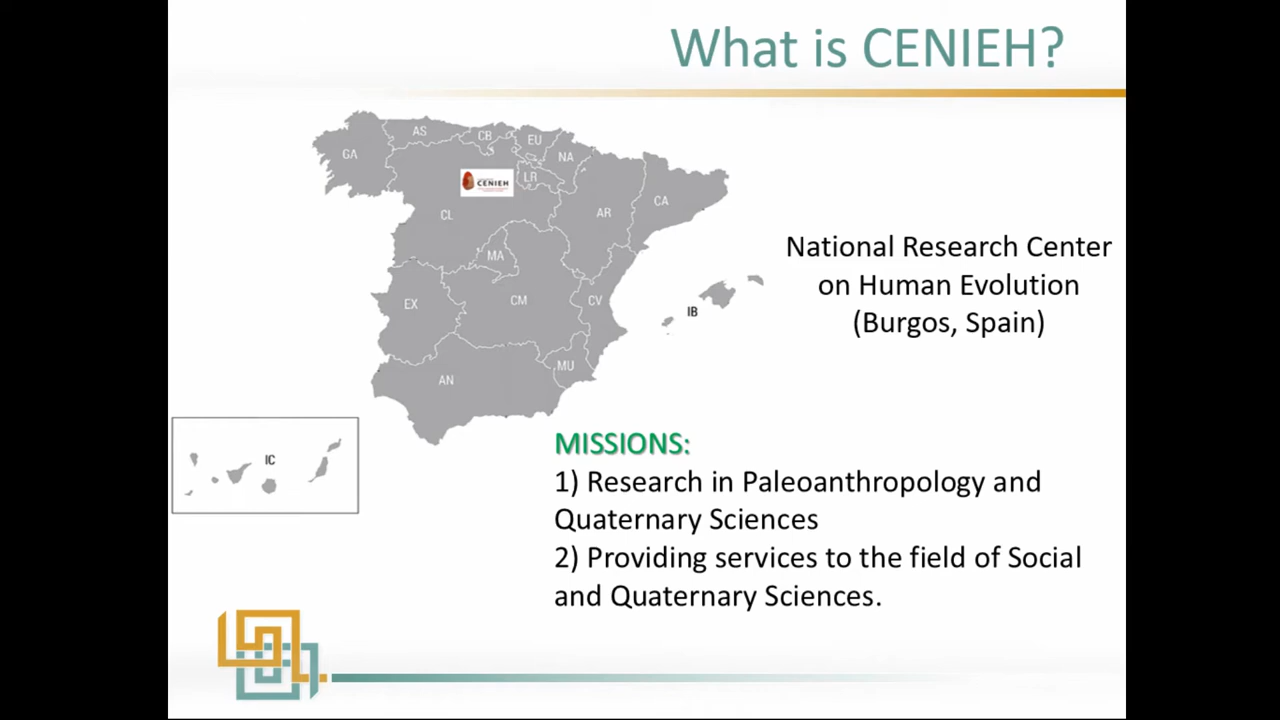 What is CENIEH?
AS
CB
EU
GA
NA
LR
CENIEH
CA
AR
CL
MA
EX
CM
CV
IB
MU
AN
IC
National Research Center
on Human Evolution
(Burgos, Spain)
MISSIONS:
1) Research in Paleoanthropology and
Quaternary Sciences
2) Providing services to the field of Social
and Quaternary Sciences.